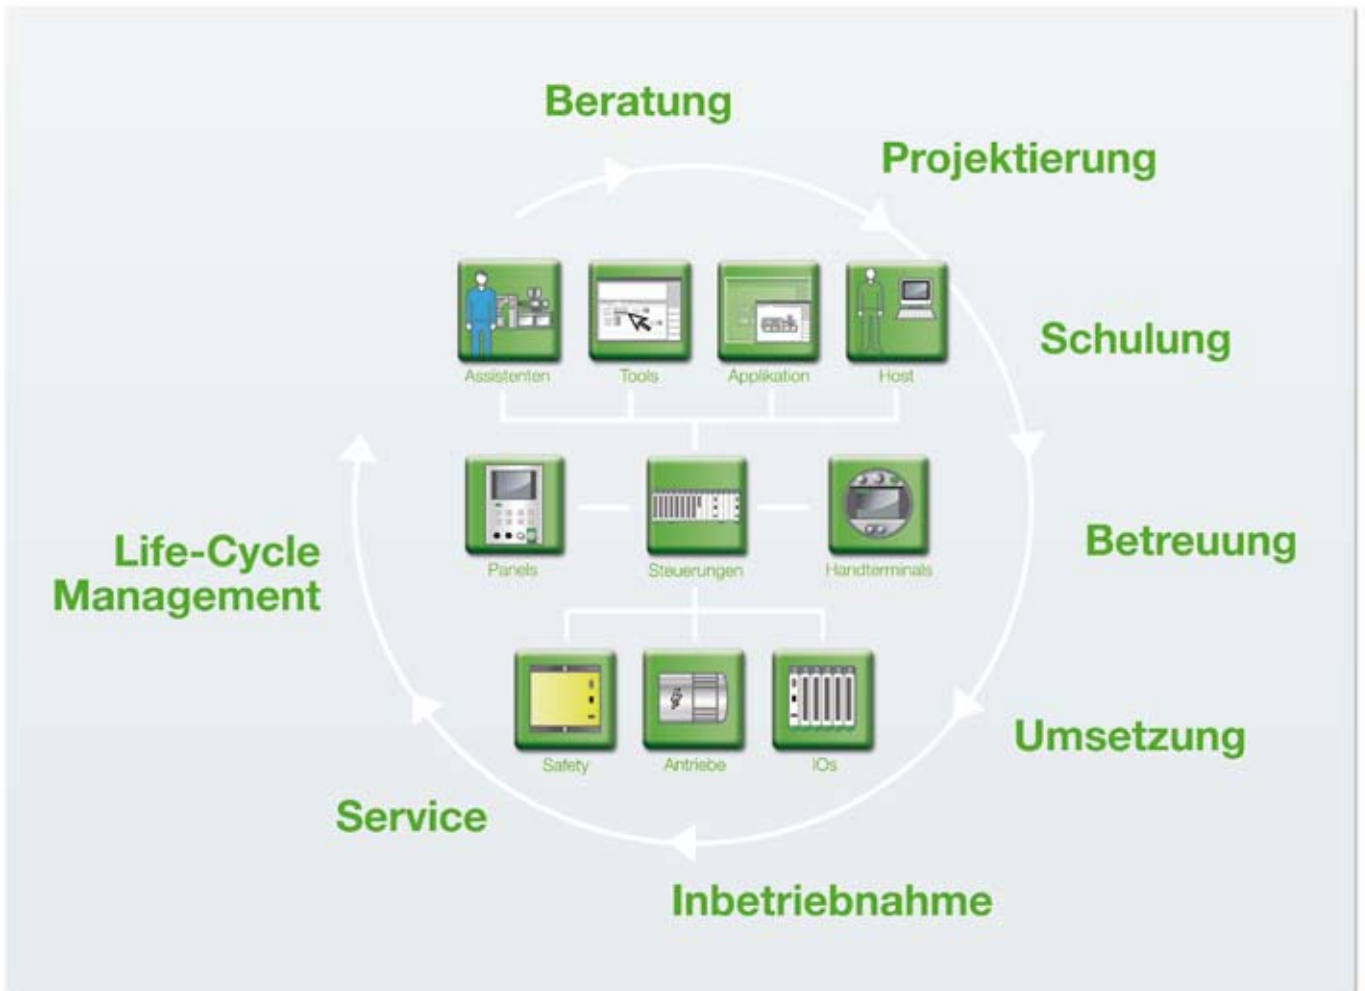 Beratung
Projektierung
Schulung
Betreuung
Umsetzung
Inbetriebnahme
Service
Life-Cycle
Management
Assistenten
Tools
Applikation
Host
Panels
Steuerungen
Handterminals
Safety
Antriebe
IOs